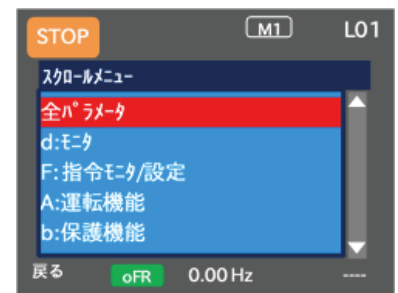 STOP M1 L01
ｽｸﾛｰﾙﾒﾆｭｰ
全ﾊﾟﾗﾒｰﾀ
d:ﾓﾆﾀ
F:指令ﾓﾆﾀ/設定
A:運転機能
b:保護機能
戻る oFR 0.00 Hz ----